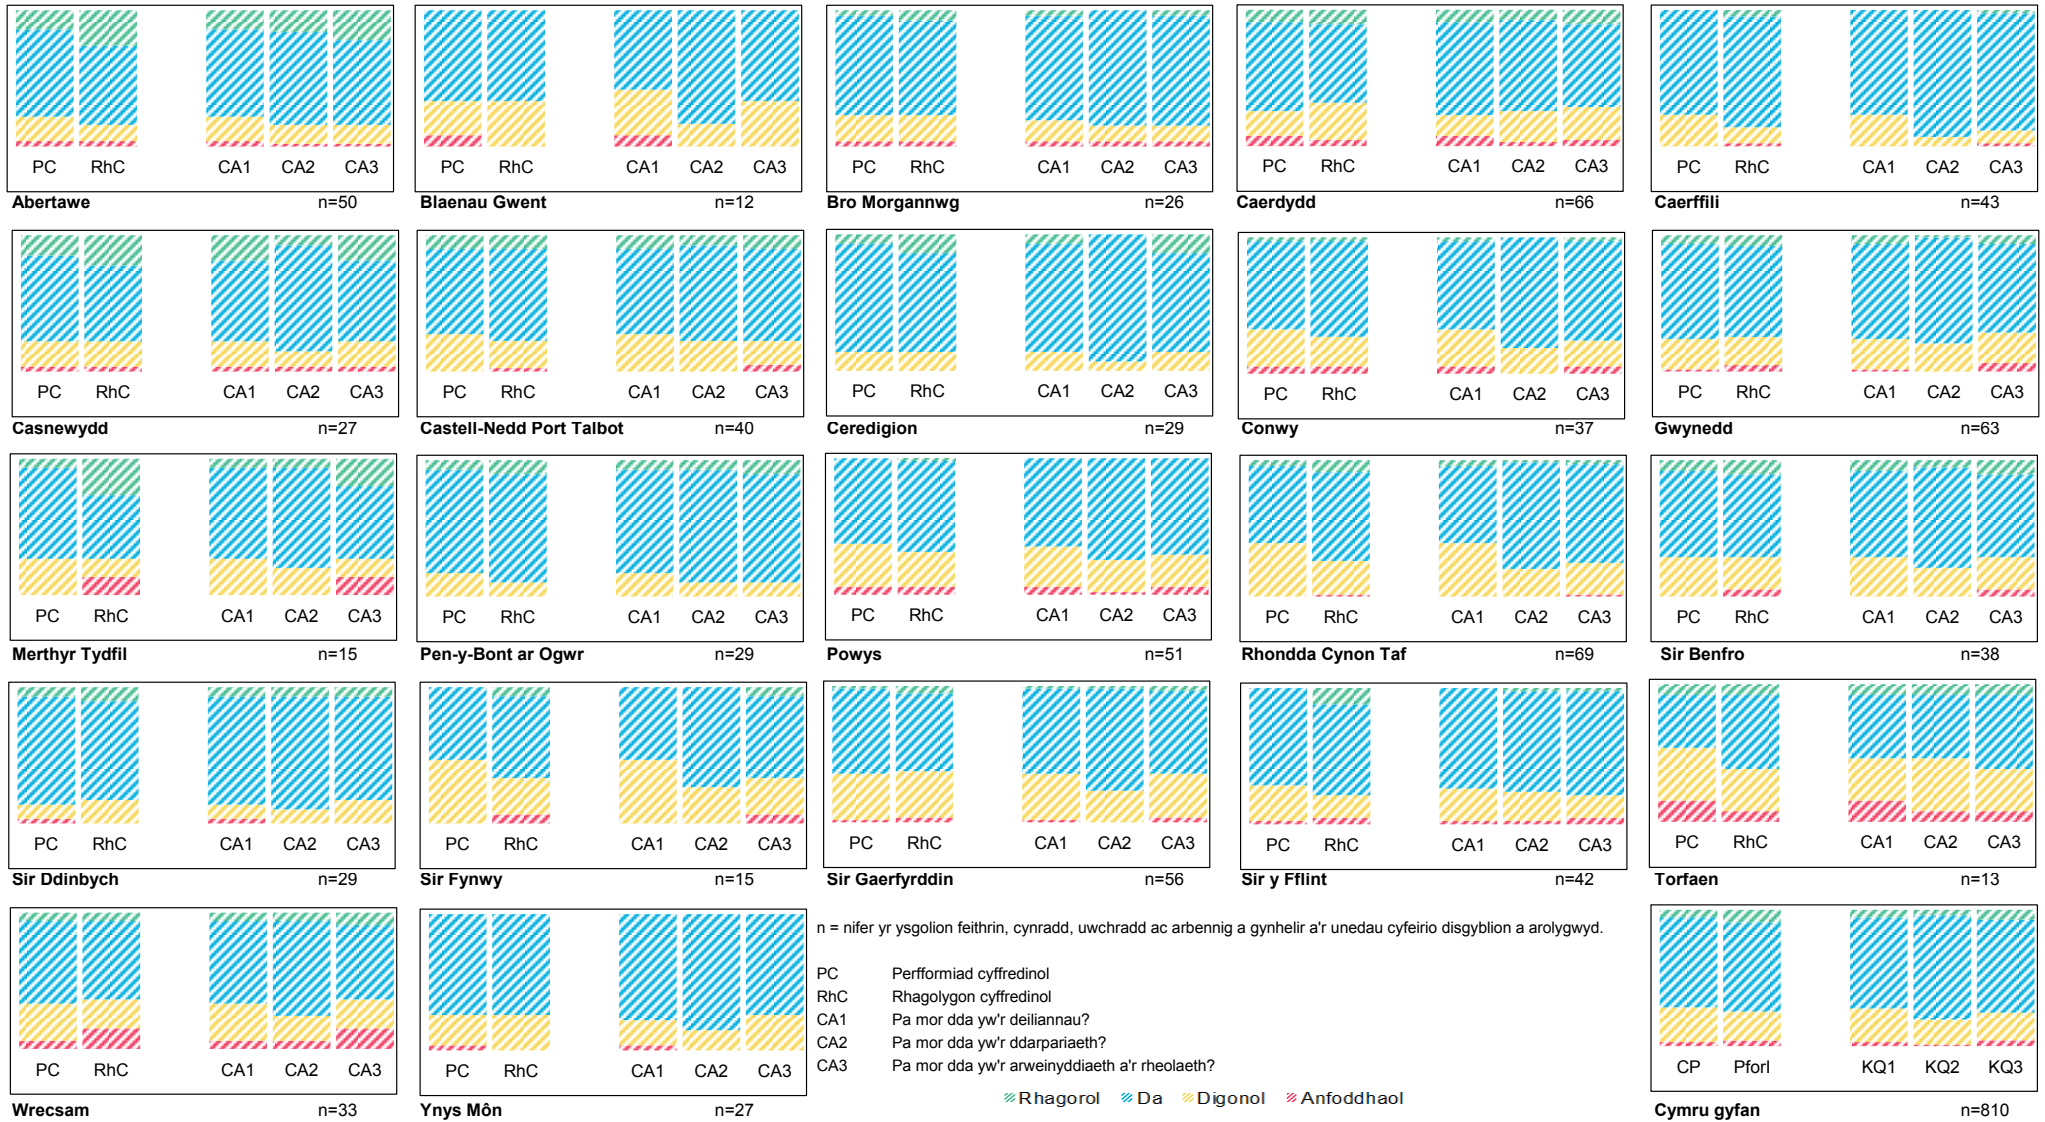 PC RhC CA1 CA2 CA3
PC RhC CA1 CA2 CA3
PC RhC CA1 CA2 CA3
PC RhC CA1 CA2 CA3
PC RhC CA1 CA2 CA3
Abertawe n=50
Blaenau Gwent n=12
Bro Morgannwg n=26
Caerdydd n=66
Caerffili n=43
PC RhC CA1 CA2 CA3
PC RhC CA1 CA2 CA3
PC RhC CA1 CA2 CA3
PC RhC CA1 CA2 CA3
PC RhC CA1 CA2 CA3
Casnewydd n=27
Castell-Nedd Port Talbot n=40
Ceredigion n=29
Conwy n=37
Gwynedd n=63
PC RhC CA1 CA2 CA3
PC RhC CA1 CA2 CA3
PC RhC CA1 CA2 CA3
PC RhC CA1 CA2 CA3
PC RhC CA1 CA2 CA3
Merthyr Tydfil n=15
Pen-y-Bont ar Ogwr n=29
Powys n=51
Rhondda Cynon Taf n=69
Sir Benfro n=38
PC RhC CA1 CA2 CA3
PC RhC CA1 CA2 CA3
PC RhC CA1 CA2 CA3
PC RhC CA1 CA2 CA3
PC RhC CA1 CA2 CA3
Sir Ddinbych n=29
Sir Fynwy n=15
Sir Gaerfyrddin n=56
Sir y Fflint n=42
Torfaen n=13
PC RhC CA1 CA2 CA3
Wrecsam n=33
PC RhC CA1 CA2 CA3
Ynys Môn n=27
n = nifer yr ysgolion feithrin, cynradd, uwchradd ac arbennig a gynhelir a'r unedau cyfeirio disgyblion a arolygwyd.
PC Perfformiad cyffredinol
RhC Rhagolygon cyffredinol
CA1 Pa mor dda yw'r deiliannau?
CA2 Pa mor dda yw'r ddarpariaeth?
CA3 Pa mor dda yw'r arweinyddiaeth a'r rheolaeth?
Rhagorol Da Digonol Anfoddhaol
CP Pforl KQ1 KQ2 KQ3
Cymru gyfan n=810